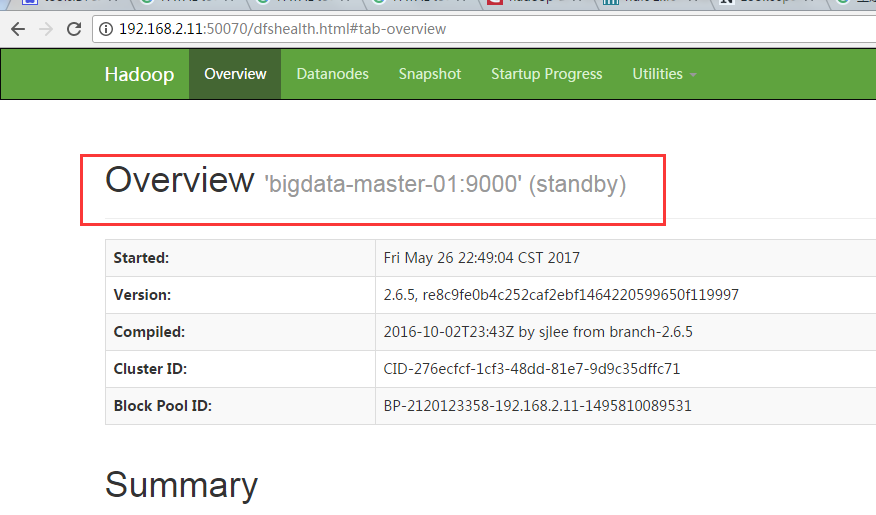 192.168.2.11:50070/dfshealth.html#tab-overview
Hadoop Overview Datanodes Snapshot Startup Progress Utilities
Overview 'bigdata-master-01:9000' (standby)
Started: Fri May 26 22:49:04 CST 2017
Version: 2.6.5, re8c9fe0b4c252caf2ebf1464220599650f119997
Compiled: 2016-10-02T23:43Z by sjlee from branch-2.6.5
Cluster ID: CID-276ecfcf-1cf3-48dd-81e7-9d9c35dffc71
Block Pool ID: BP-2120123358-192.168.2.11-1495810089531
Summary